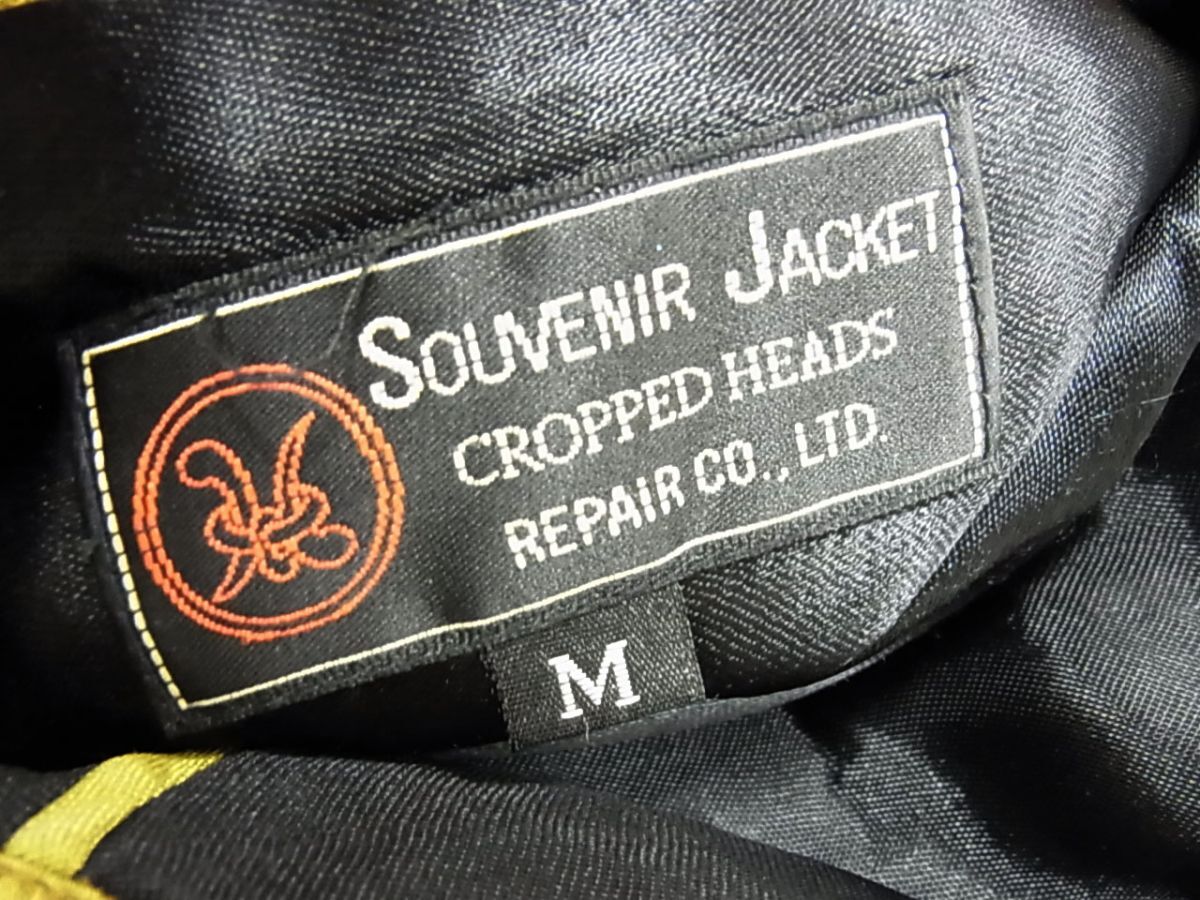 SOUVENIR JACKET
CROPPED HEADS
REPAIR CO., LTD.
M